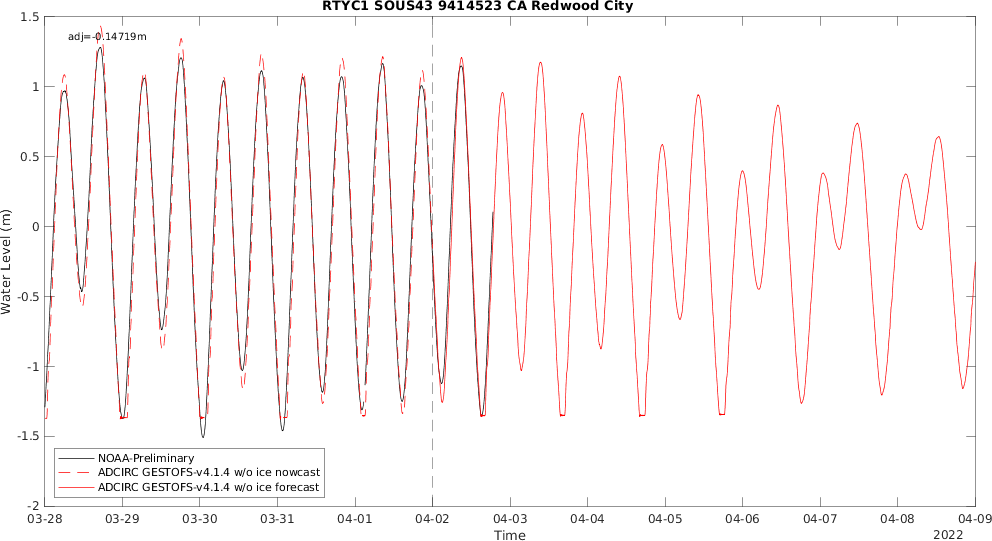 RTYC1 SOUS43 9414523 CA Redwood City
adj=-0.14719m
Water Level (m)
1.5
1
0.5
0
-0.5
-1
-1.5
-2
NOAA-Preliminary
ADCIRC GESTOFS-v4.1.4 w/o ice nowcast
ADCIRC GESTOFS-v4.1.4 w/o ice forecast
03-28 03-29 03-30 03-31 04-01 04-02 04-03 04-04 04-05 04-06 04-07 04-08 04-09
Time
2022